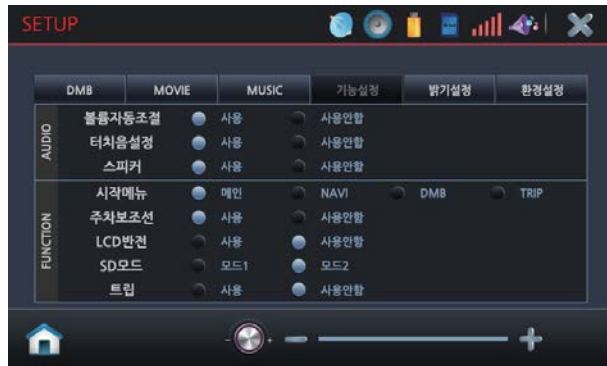 SETUP
DMB MOVIE MUSIC 기능설정 밝기설정 환경설정
AUDIO
볼륨자동조절 사용 사용안함
터치음설정 사용 사용안함
스피커 사용 사용안함
FUNCTION
시작메뉴 메인 NAVI DMB TRIP
주차보조선 사용 사용안함
LCD반전 사용 사용안함
SD모드 모드1 모드2
트립 사용 사용안함
- + - +